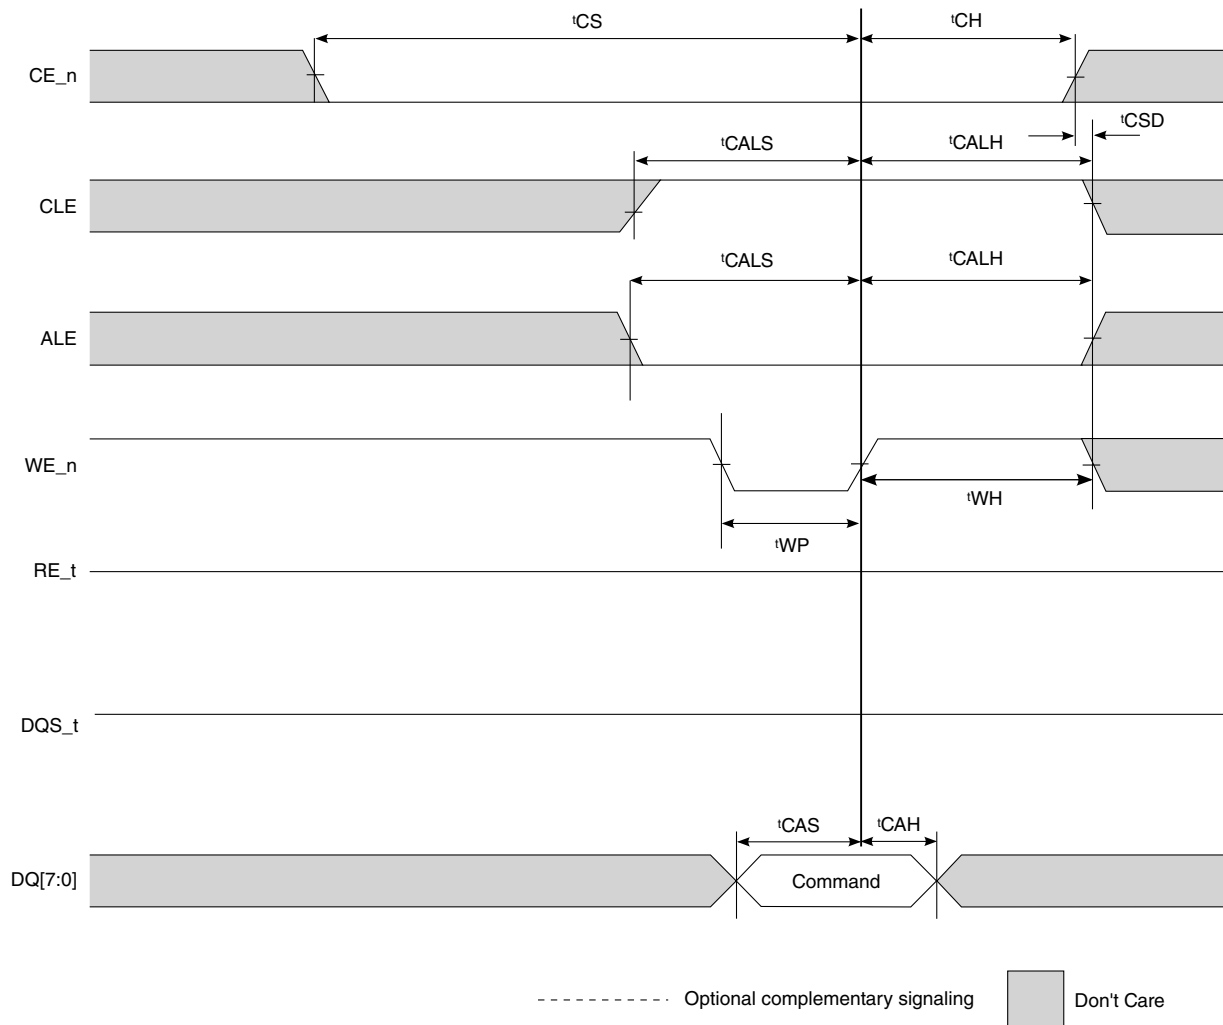 tCS
tCH
CE_n
tCSD
tCALS
tCALH
CLE
tCALS
tCALH
ALE
WE_n
tWH
tWP
RE_t
DQS_t
tCAS
tCAH
DQ[7:0]
Command
Optional complementary signaling
Don't Care